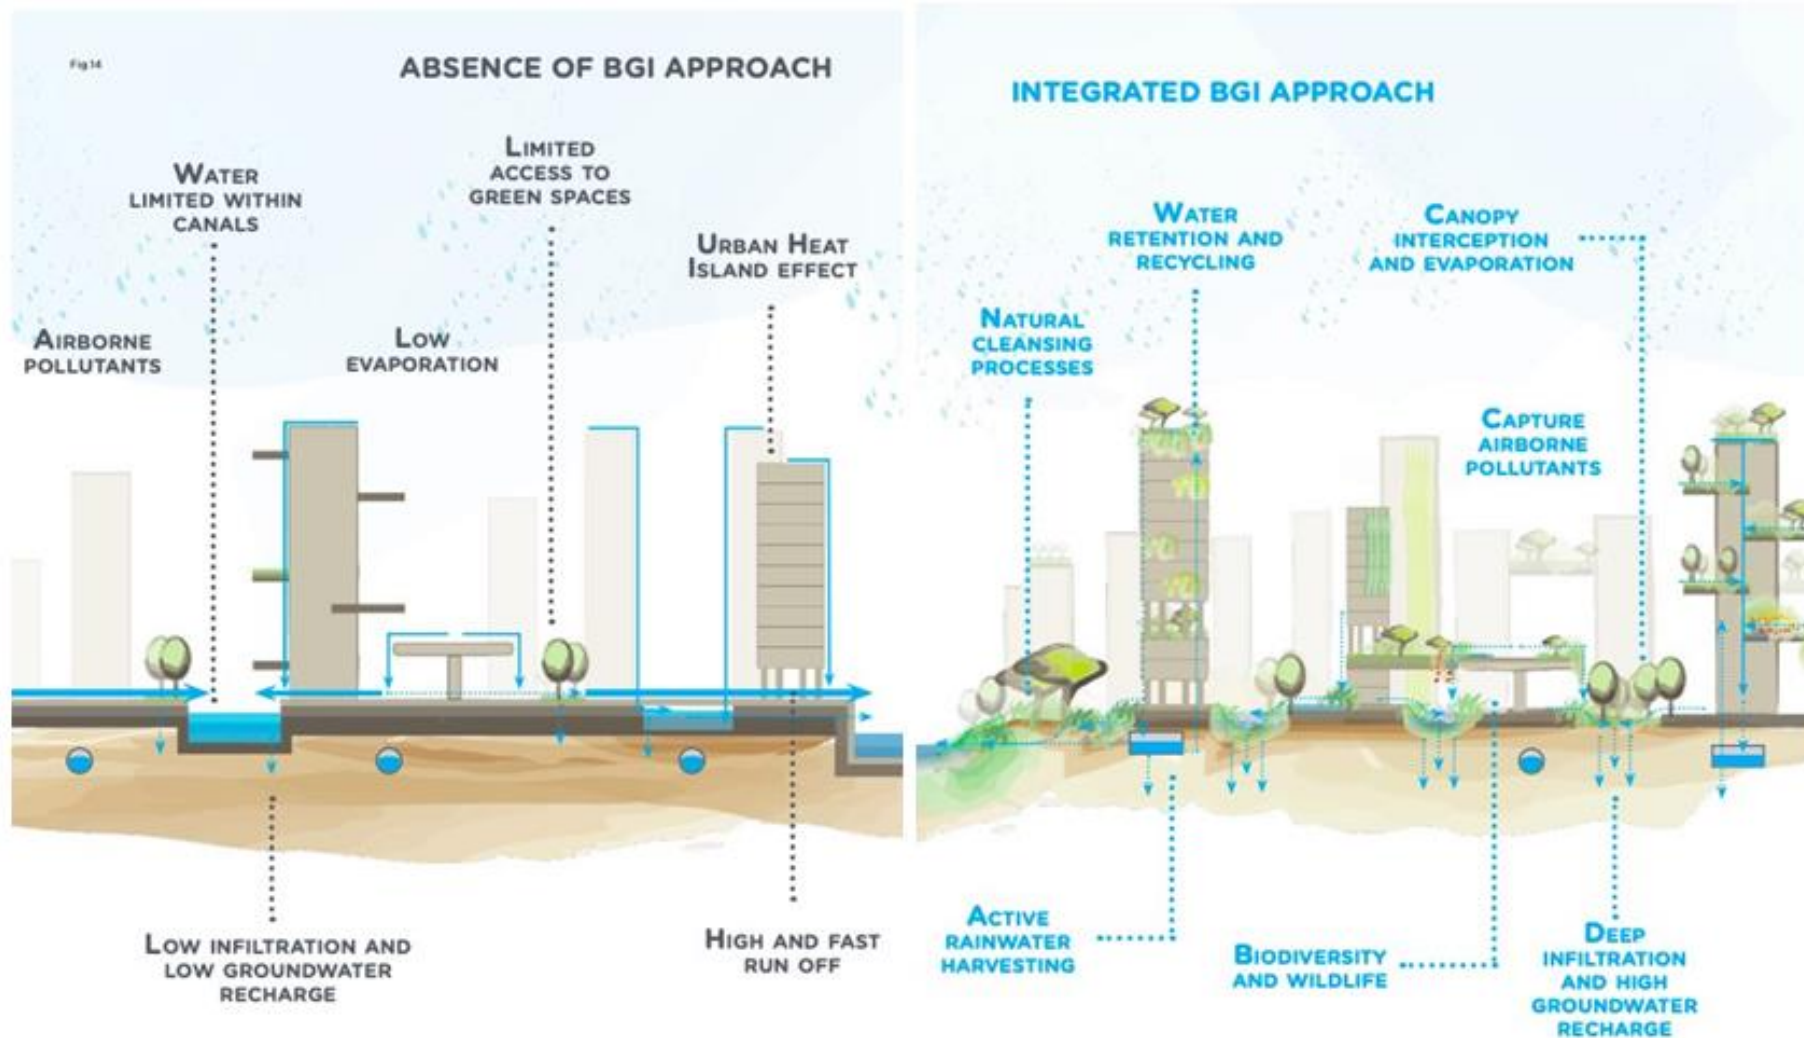 Fig 14
ABSENCE OF BGI APPROACH
WATER
LIMITED WITHIN
CANALS
LIMITED
ACCESS TO
GREEN SPACES
URBAN HEAT
ISLAND EFFECT
AIRBORNE
POLLUTANTS
LOW
EVAPORATION
LOW INFILTRATION AND
LOW GROUNDWATER
RECHARGE
HIGH AND FAST
RUN OFF
INTEGRATED BGI APPROACH
WATER
RETENTION AND
RECYCLING
CANOPY
INTERCEPTION
AND EVAPORATION
NATURAL
CLEANSING
PROCESSES
CAPTURE
AIRBORNE
POLLUTANTS
ACTIVE
RAINWATER
HARVESTING
BIODIVERSITY
AND WILDLIFE
DEEP
INFILTRATION
AND HIGH
GROUNDWATER
RECHARGE